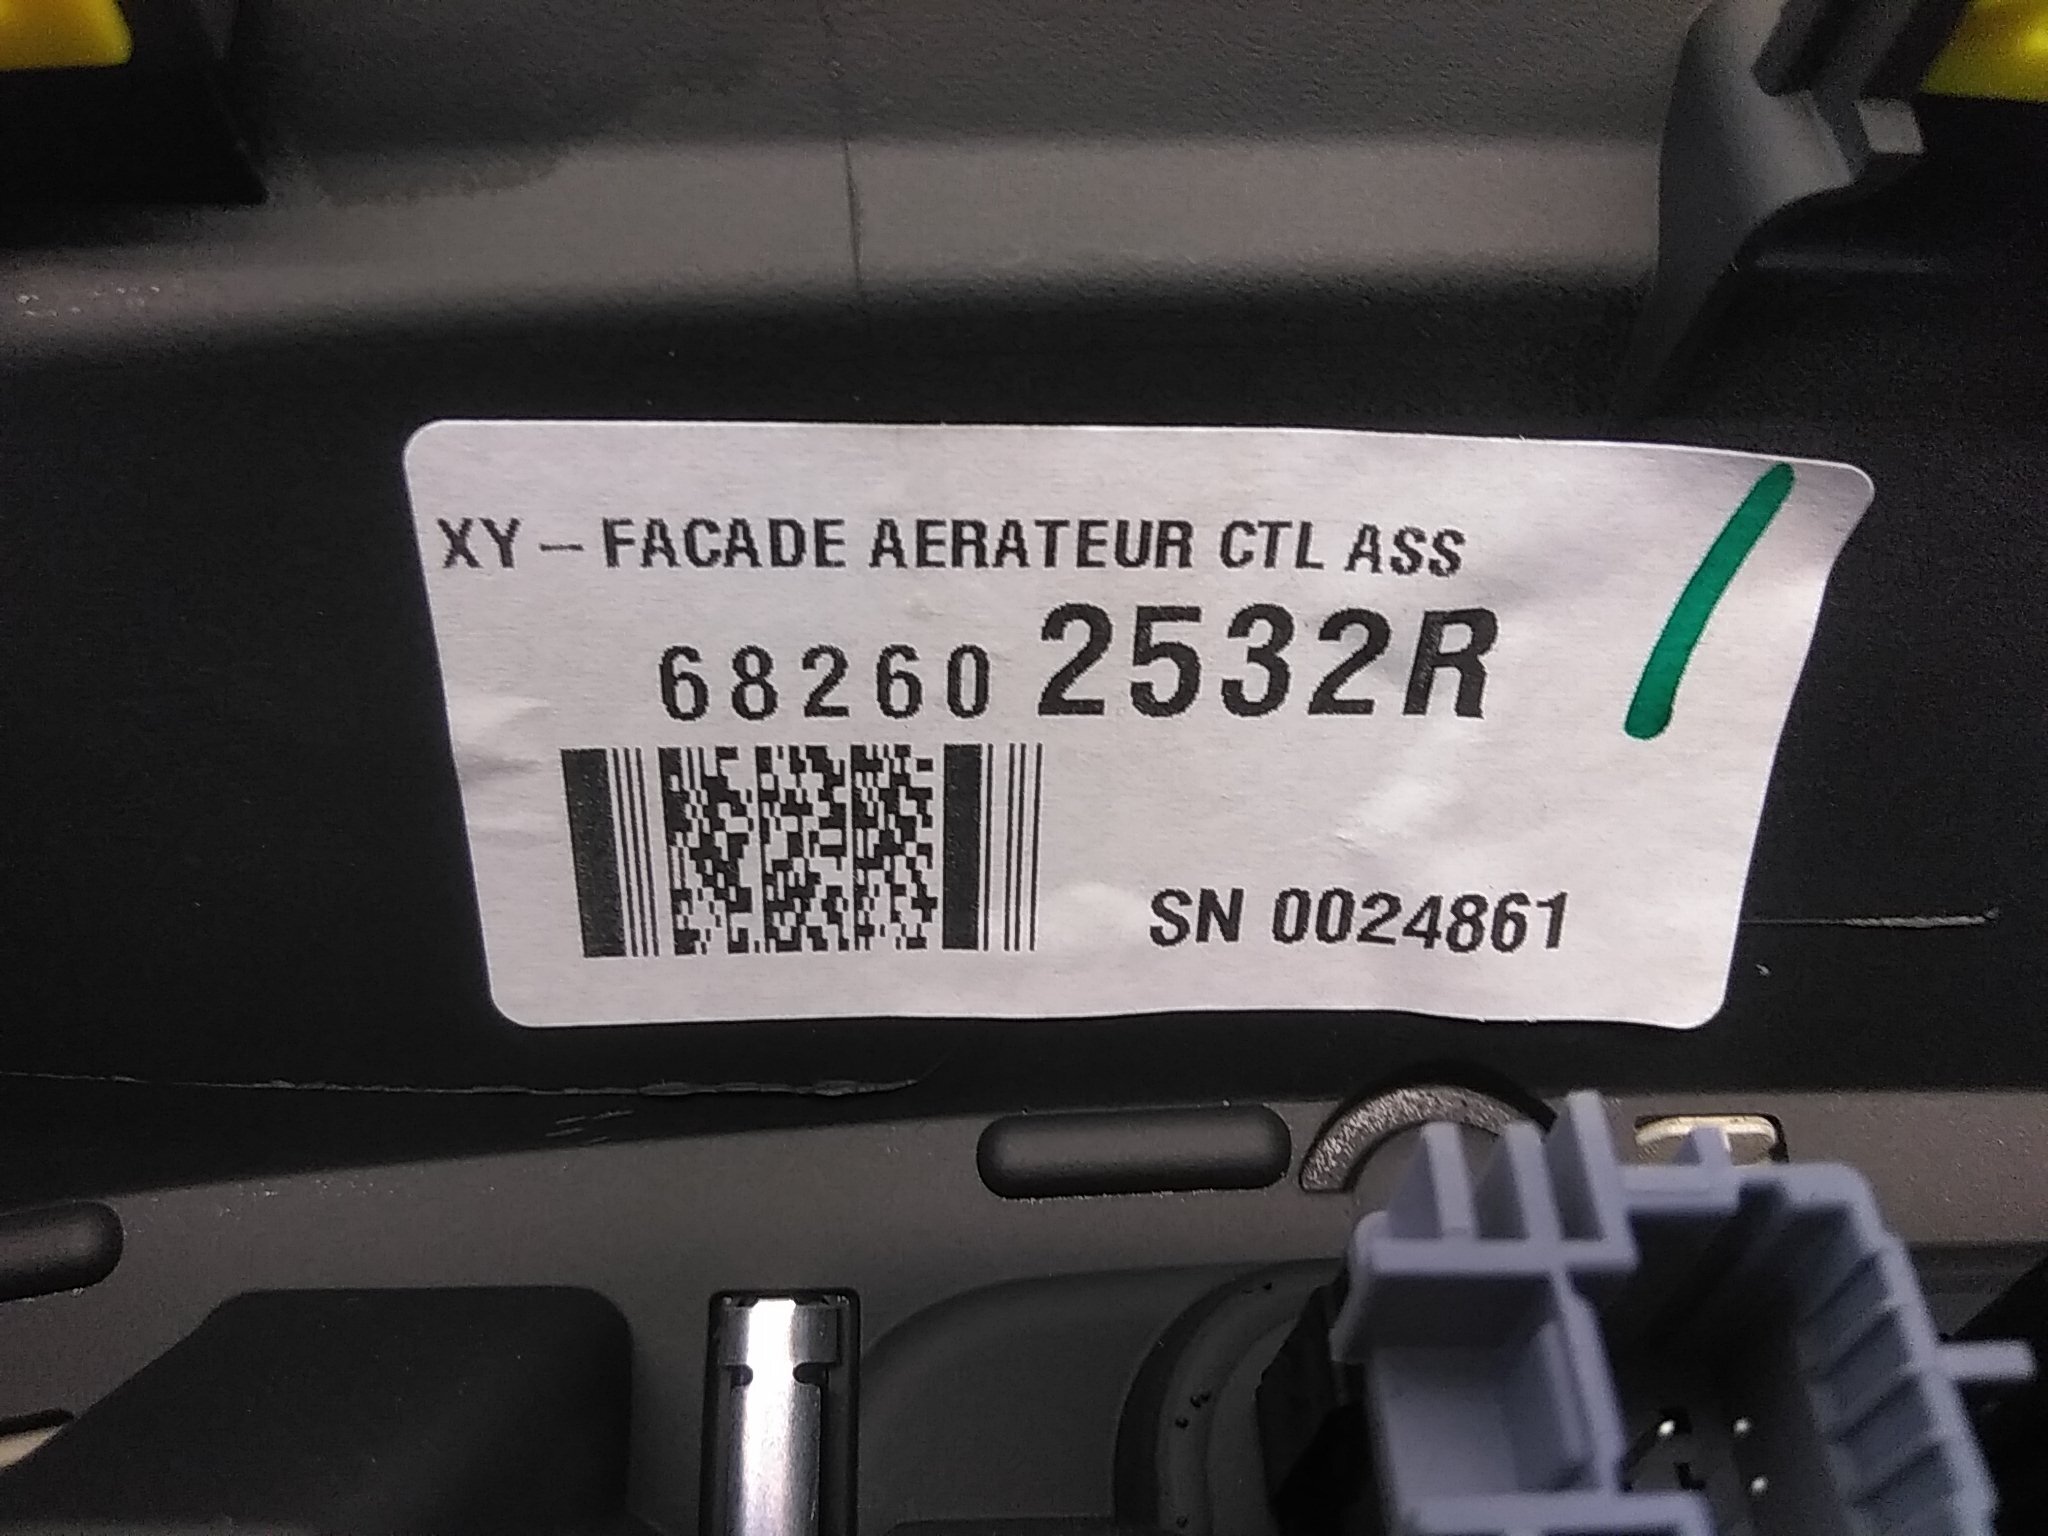 XY – FACADE AERATEUR CTL ASS
68260 2532R
SN 0024861